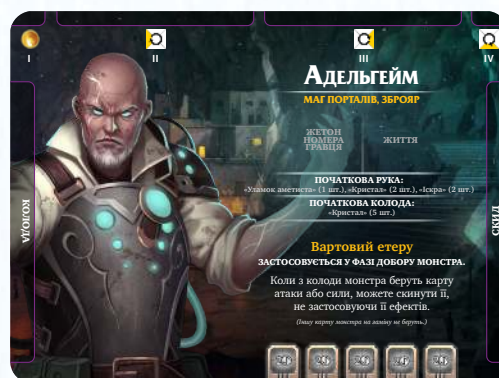 I
II
III
IV
АДЕЛЬГЕЙМ
МАГ ПОРТАЛІВ, ЗБРОЯР
ЖЕТОН
НОМЕРА
ГРАВЦЯ
ЖИТТЯ
ПОЧАТКОВА РУКА:
«Уламок аметиста» (1 шт.), «Кристал» (2 шт.), «Іскра» (2 шт.)
ПОЧАТКОВА КОЛОДА:
«Кристал» (5 шт.)
КОЛОДА
СКИД
Вартовий етеру
ЗАСТОСОВУЄТЬСЯ У ФАЗІ ДОБОРУ МОНСТРА.
Коли з колоди монстра беруть карту
атаки або сили, можете скинути її,
не застосовуючи її ефектів.
(Іншу карту монстра на заміну не беруть.)